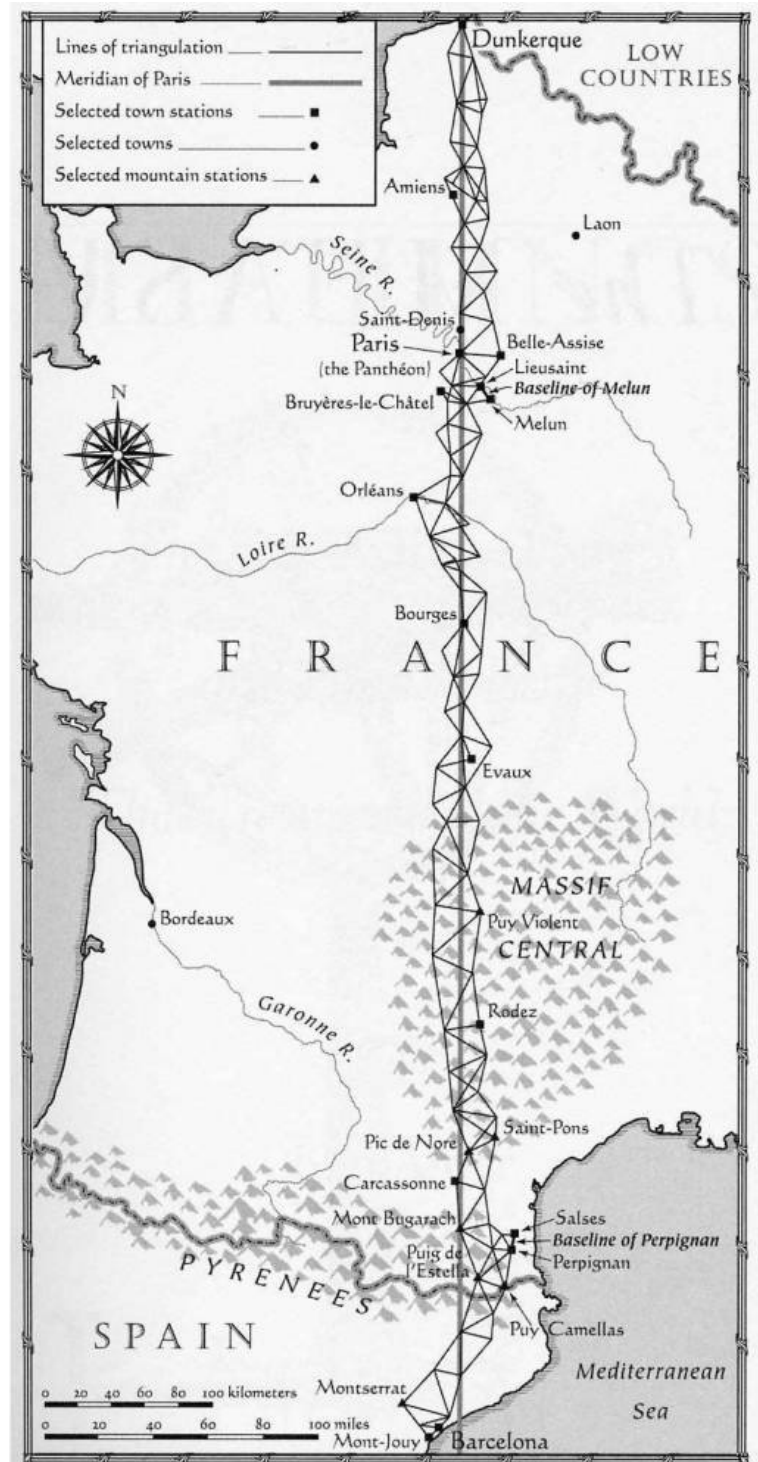 Dunkerque
LOW
COUNTRIES
Lines of triangulation
Meridian of Paris
Selected town stations
Selected towns
Selected mountain stations
Amiens
Laon
Seine R.
Saint-Denis
Paris
(the Panthéon)
Belle-Assise
Lieusaint
Baseline of Melun
Bruyères-le-Châtel
Melun
N
Orléans
Loire R.
Bourges
FRANCE
Evaux
MASSIF
CENTRAL
Puy Violent
Bordeaux
Garonne R.
Rodez
Saint-Pons
Pic de Nore
Carcassonne
Mont Bugarach
Salses
Baseline of Perpignan
Perpignan
Puig de
l'Estella
PYRENEES
Puy Camellas
SPAIN
Mediterranean
Sea
Montserrat
0 20 40 60 80 100 kilometers
0 20 40 60 80 100 miles
Mont-Jouy
Barcelona